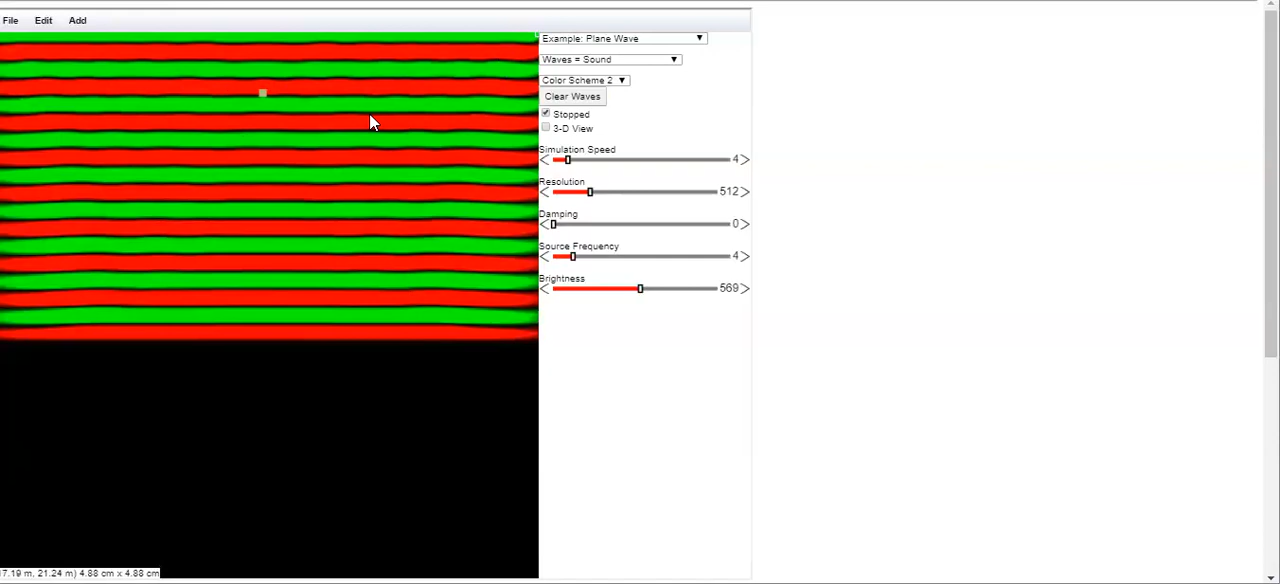 File Edit Add
Example: Plane Wave
Waves = Sound
Color Scheme 2
Clear Waves
Stopped
3-D View
Simulation Speed
4
Resolution
512
Damping
0
Source Frequency
4
Brightness
569
7.19 m, 21.24 m) 4.88 cm x 4.88 cm